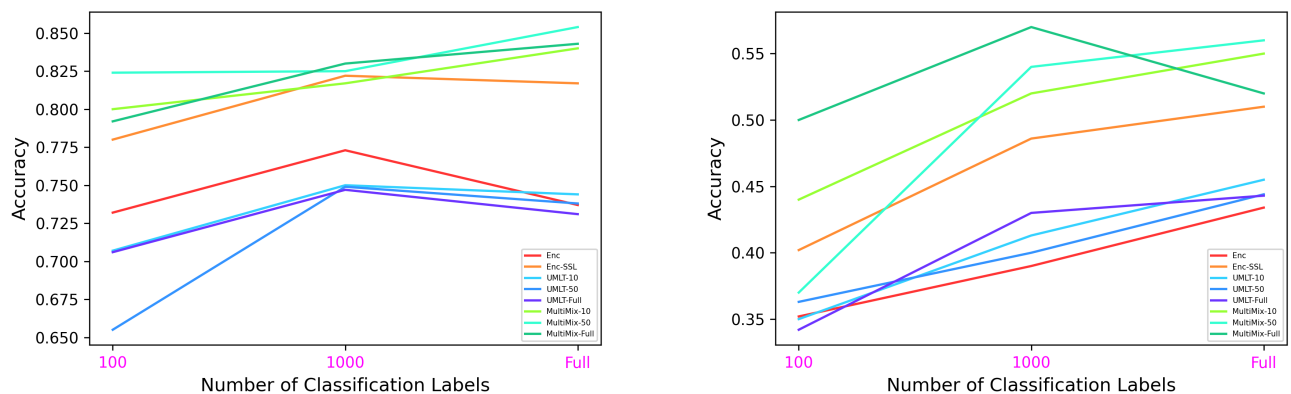 0.850
0.825
0.800
0.775
0.750
0.725
0.700
0.675
0.650
Accuracy
100
1000
Full
Number of Classification Labels
Enc
Enc-SSL
UMLT-10
UMLT-50
UMLT-Full
MultiMix-10
MultiMix-50
MultiMix-Full
0.55
0.50
0.45
0.40
0.35
Accuracy
100
1000
Full
Number of Classification Labels
Enc
Enc-SSL
UMLT-10
UMLT-50
UMLT-Full
MultiMix-10
MultiMix-50
MultiMix-Full